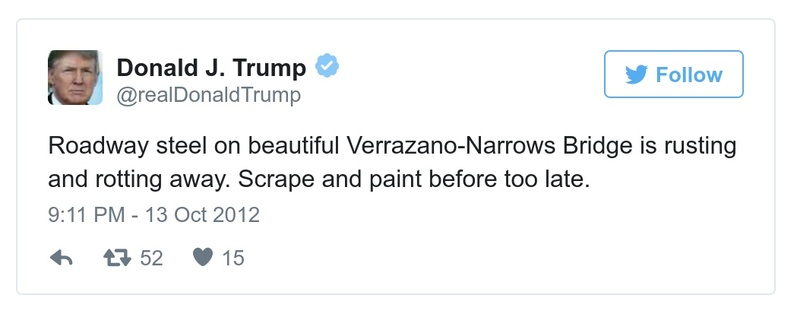 Donald J. Trump
@realDonaldTrump
Follow
Roadway steel on beautiful Verrazano-Narrows Bridge is rusting
and rotting away. Scrape and paint before too late.
9:11 PM - 13 Oct 2012
52 15